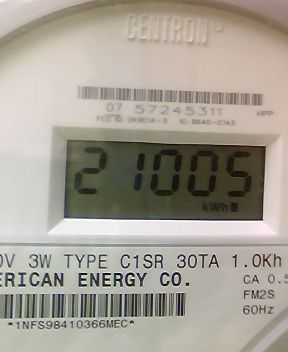 CENTRON®
07 57245311 HPP
21005
kWh
0V 3W TYPE C1SR 30TA 1.0Kh
ERICAN ENERGY CO. CA 0.5
FM2S
60Hz
*1NFS98410366MEC*